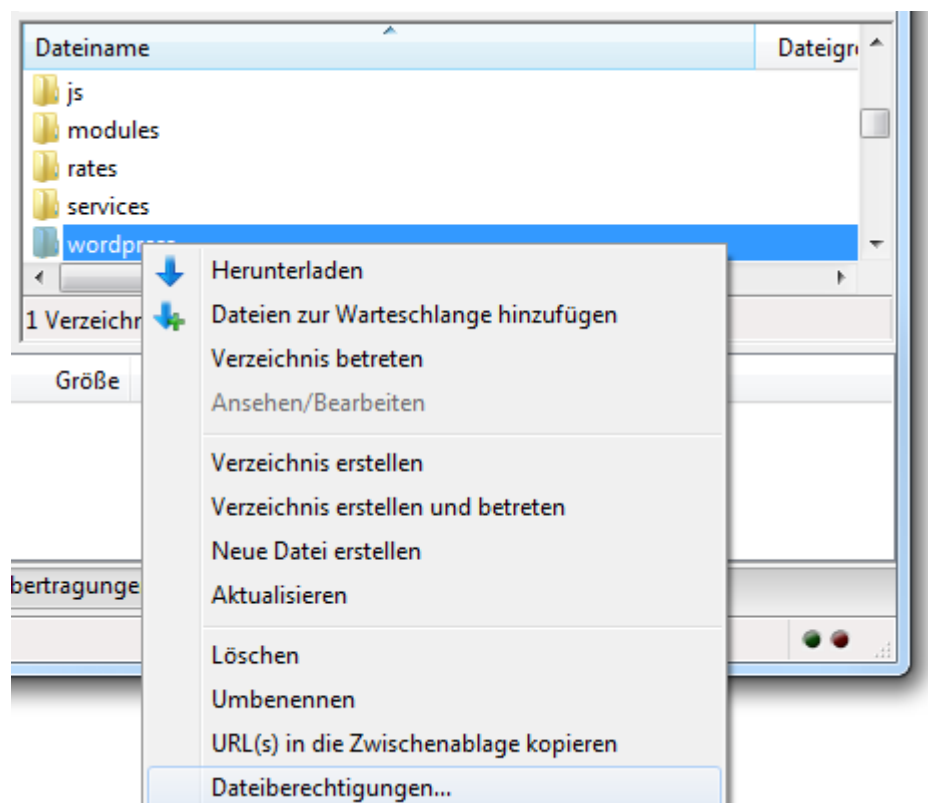 Dateiname Dateigr
js
modules
rates
services
wordpress
Herunterladen
1 Verzeichn Dateien zur Warteschlange hinzufügen
Verzeichnis betreten
Größe
Ansehen/Bearbeiten
Verzeichnis erstellen
Verzeichnis erstellen und betreten
Neue Datei erstellen
bertragunge
Aktualisieren
Löschen
Umbenennen
URL(s) in die Zwischenablage kopieren
Dateiberechtigungen...